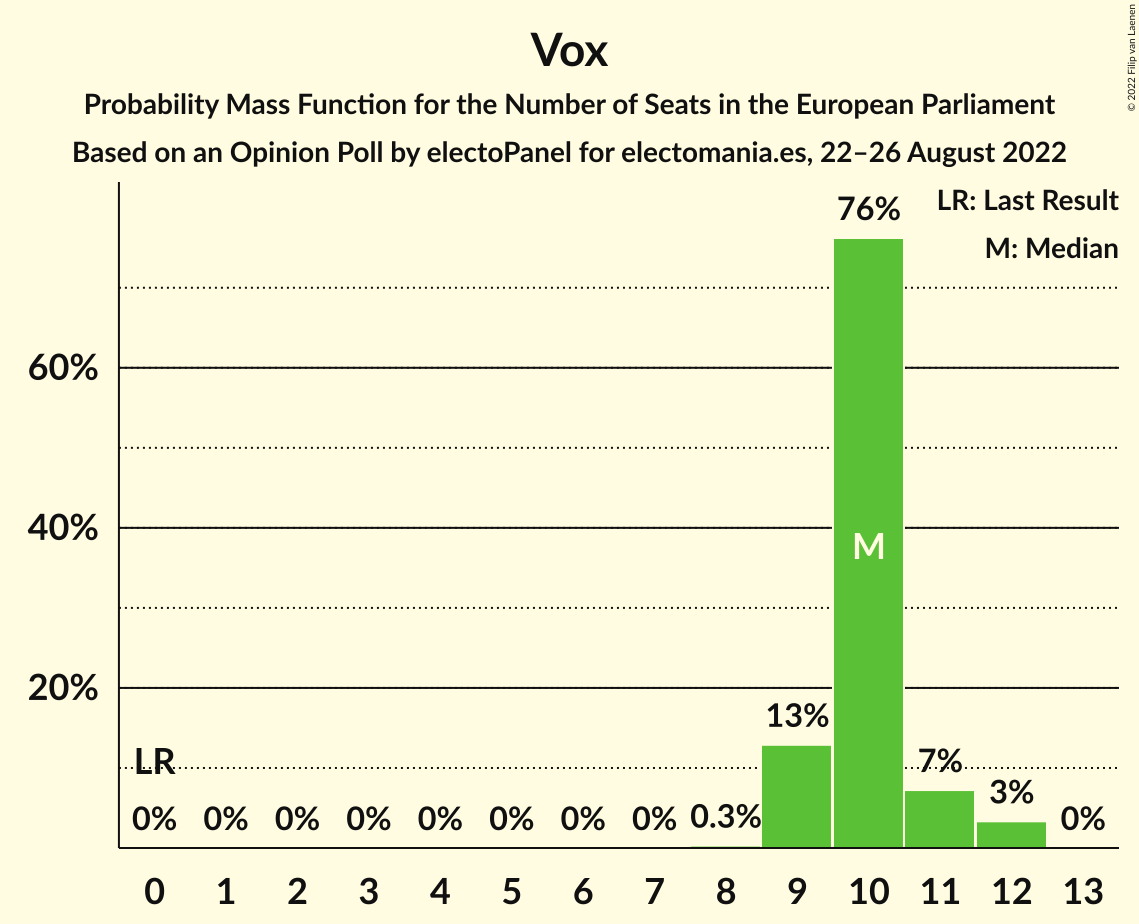 Vox
Probability Mass Function for the Number of Seats in the European Parliament
Based on an Opinion Poll by electoPanel for electomania.es, 22–26 August 2022
© 2022 Filip van Laenen
LR: Last Result
M: Median
76%
60%
40%
M
20%
13%
LR
7%
3%
0% 0% 0% 0% 0% 0% 0% 0% 0.3% 0%
0 1 2 3 4 5 6 7 8 9 10 11 12 13